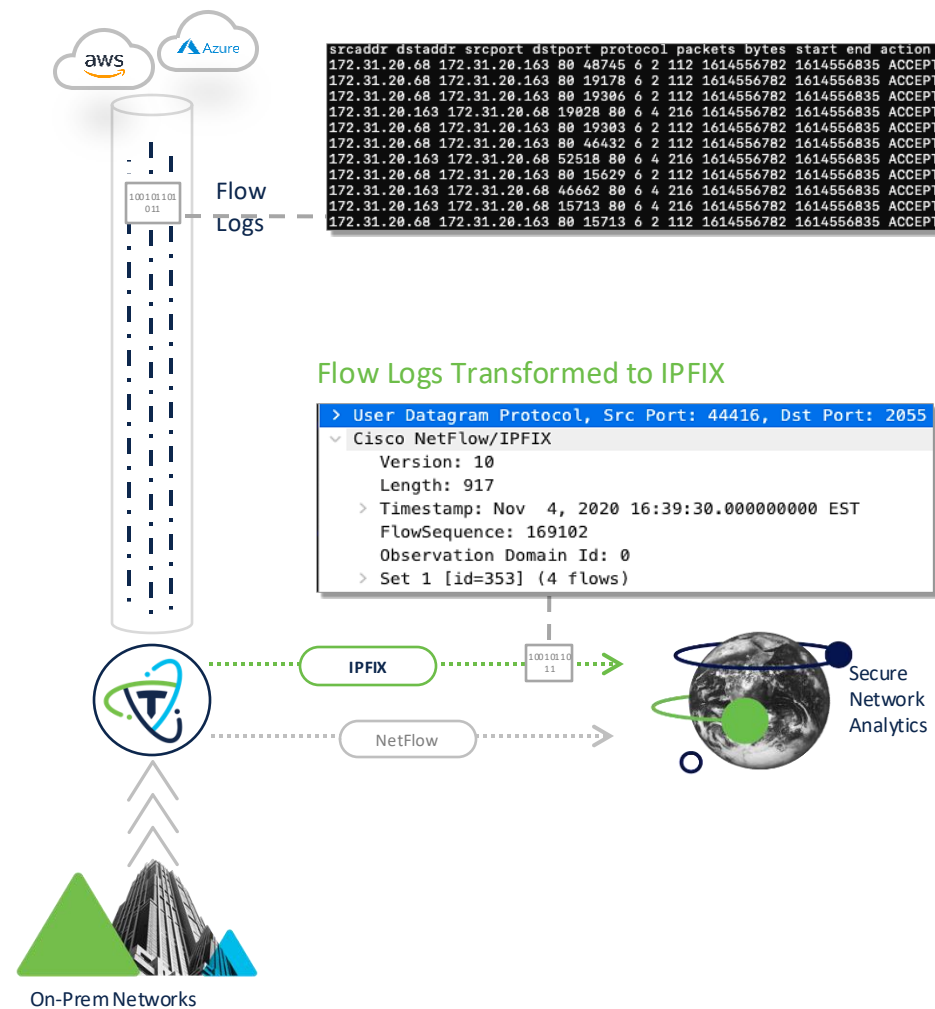 aws
Azure
srcaddr dstaddr srcport dstport protocol packets bytes start end action
172.31.20.68 172.31.20.163 80 48745 6 2 112 1614556782 1614556835 ACCEPT
172.31.20.68 172.31.20.163 80 19178 6 2 112 1614556782 1614556835 ACCEPT
172.31.20.68 172.31.20.163 80 19306 6 2 112 1614556782 1614556835 ACCEPT
172.31.20.163 172.31.20.68 19028 80 6 4 216 1614556782 1614556835 ACCEPT
172.31.20.68 172.31.20.163 80 19303 6 2 112 1614556782 1614556835 ACCEPT
172.31.20.68 172.31.20.163 80 46432 6 2 112 1614556782 1614556835 ACCEPT
172.31.20.163 172.31.20.68 52518 80 6 4 216 1614556782 1614556835 ACCEPT
172.31.20.68 172.31.20.163 80 15629 6 2 112 1614556782 1614556835 ACCEPT
172.31.20.163 172.31.20.68 46662 80 6 4 216 1614556782 1614556835 ACCEPT
172.31.20.163 172.31.20.68 15713 80 6 4 216 1614556782 1614556835 ACCEPT
172.31.20.68 172.31.20.163 80 15713 6 2 112 1614556782 1614556835 ACCEPT
100101101
011
Flow
Logs
Flow Logs Transformed to IPFIX
User Datagram Protocol, Src Port: 44416, Dst Port: 2055
Cisco NetFlow/IPFIX
Version: 10
Length: 917
Timestamp: Nov  4, 2020 16:39:30.000000000 EST
FlowSequence: 169102
Observation Domain Id: 0
Set 1 [id=353] (4 flows)
IPFIX
10010110
11
T
NetFlow
Secure
Network
Analytics
On-Prem Networks